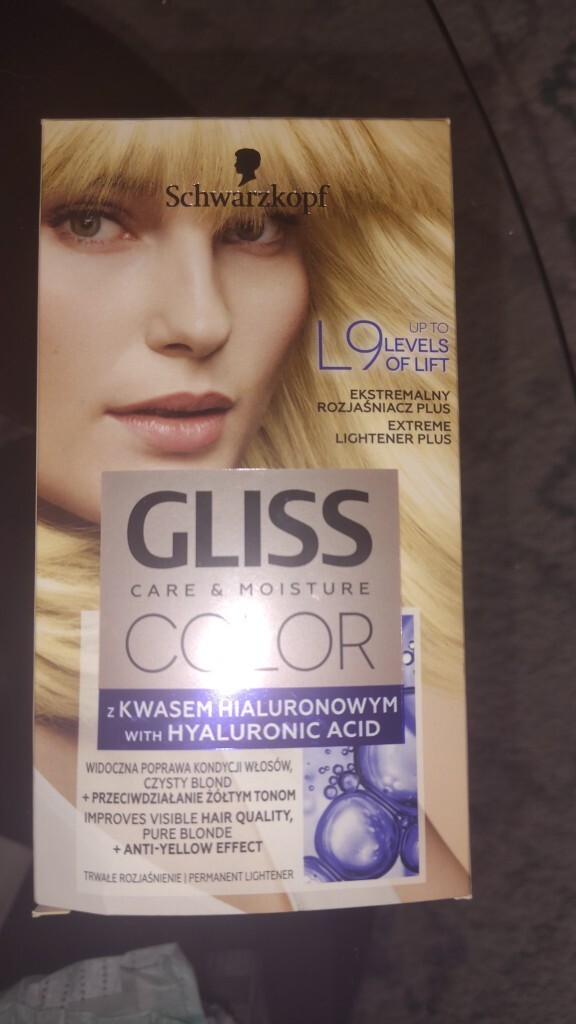 Schwarzkopf
L9
UP TO
LEVELS
OF LIFT
EKSTREMALNY
ROZJAŚNIACZ PLUS
EXTREME
LIGHTENER PLUS
GLISS
CARE & MOISTURE
COLOR
z KWASEM HIALURONOWYM
WITH HYALURONIC ACID
WIDOCZNA POPRAWA KONDYCJI WŁOSÓW,
CZYSTY BLOND
+ PRZECIWDZIAŁANIE ŻÓŁTYM TONOM
IMPROVES VISIBLE HAIR QUALITY,
PURE BLONDE
+ ANTI-YELLOW EFFECT
TRWAŁE ROZJAŚNIENIE | PERMANENT LIGHTENER